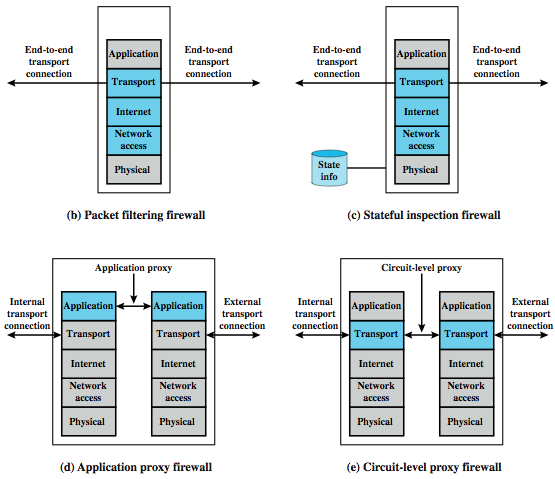 End-to-end
transport
connection
Application
Transport
Internet
Network
access
Physical
End-to-end
transport
connection
(b) Packet filtering firewall
End-to-end
transport
connection
Application
Transport
Internet
Network
access
Physical
End-to-end
transport
connection
State
info
(c) Stateful inspection firewall
Application proxy
Internal
transport
connection
Application
Transport
Internet
Network
access
Physical
Application
Transport
Internet
Network
access
Physical
External
transport
connection
(d) Application proxy firewall
Circuit-level proxy
Internal
transport
connection
Application
Transport
Internet
Network
access
Physical
Application
Transport
Internet
Network
access
Physical
External
transport
connection
(e) Circuit-level proxy firewall